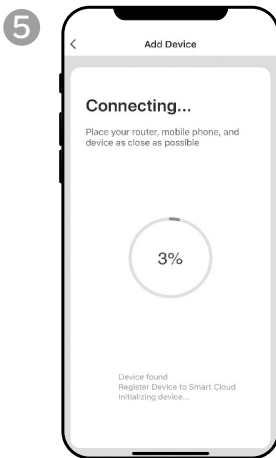 5
Add Device
Connecting...
Place your router, mobile phone, and
device as close as possible
3%
Device found
Register Device to Smart Cloud
Initializing device...